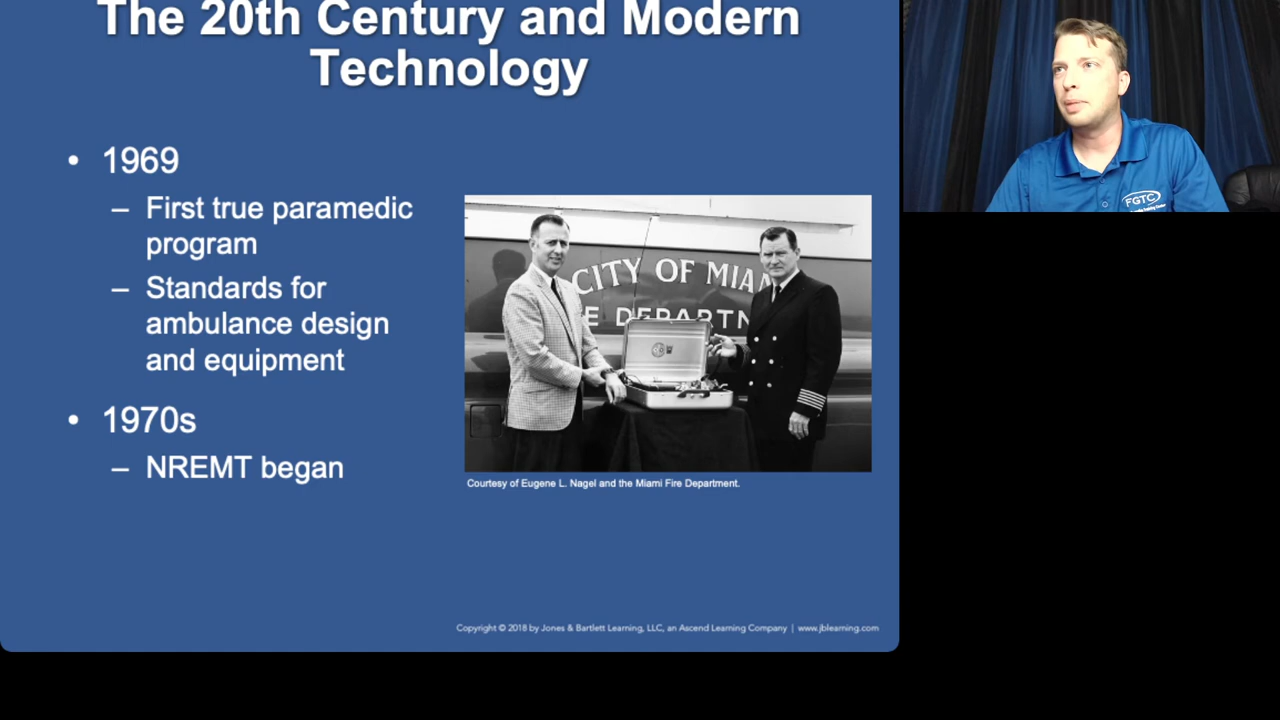 The 20th Century and Modern
Technology
• 1969
– First true paramedic
program
– Standards for
ambulance design
and equipment
• 1970s
– NREMT began
CITY OF MIAM
E DEPARTM
Courtesy of Eugene L. Nagel and the Miami Fire Department.
Copyright © 2018 by Jones & Bartlett Learning, LLC, an Ascend Learning Company | www.jblearning.com
FGTC